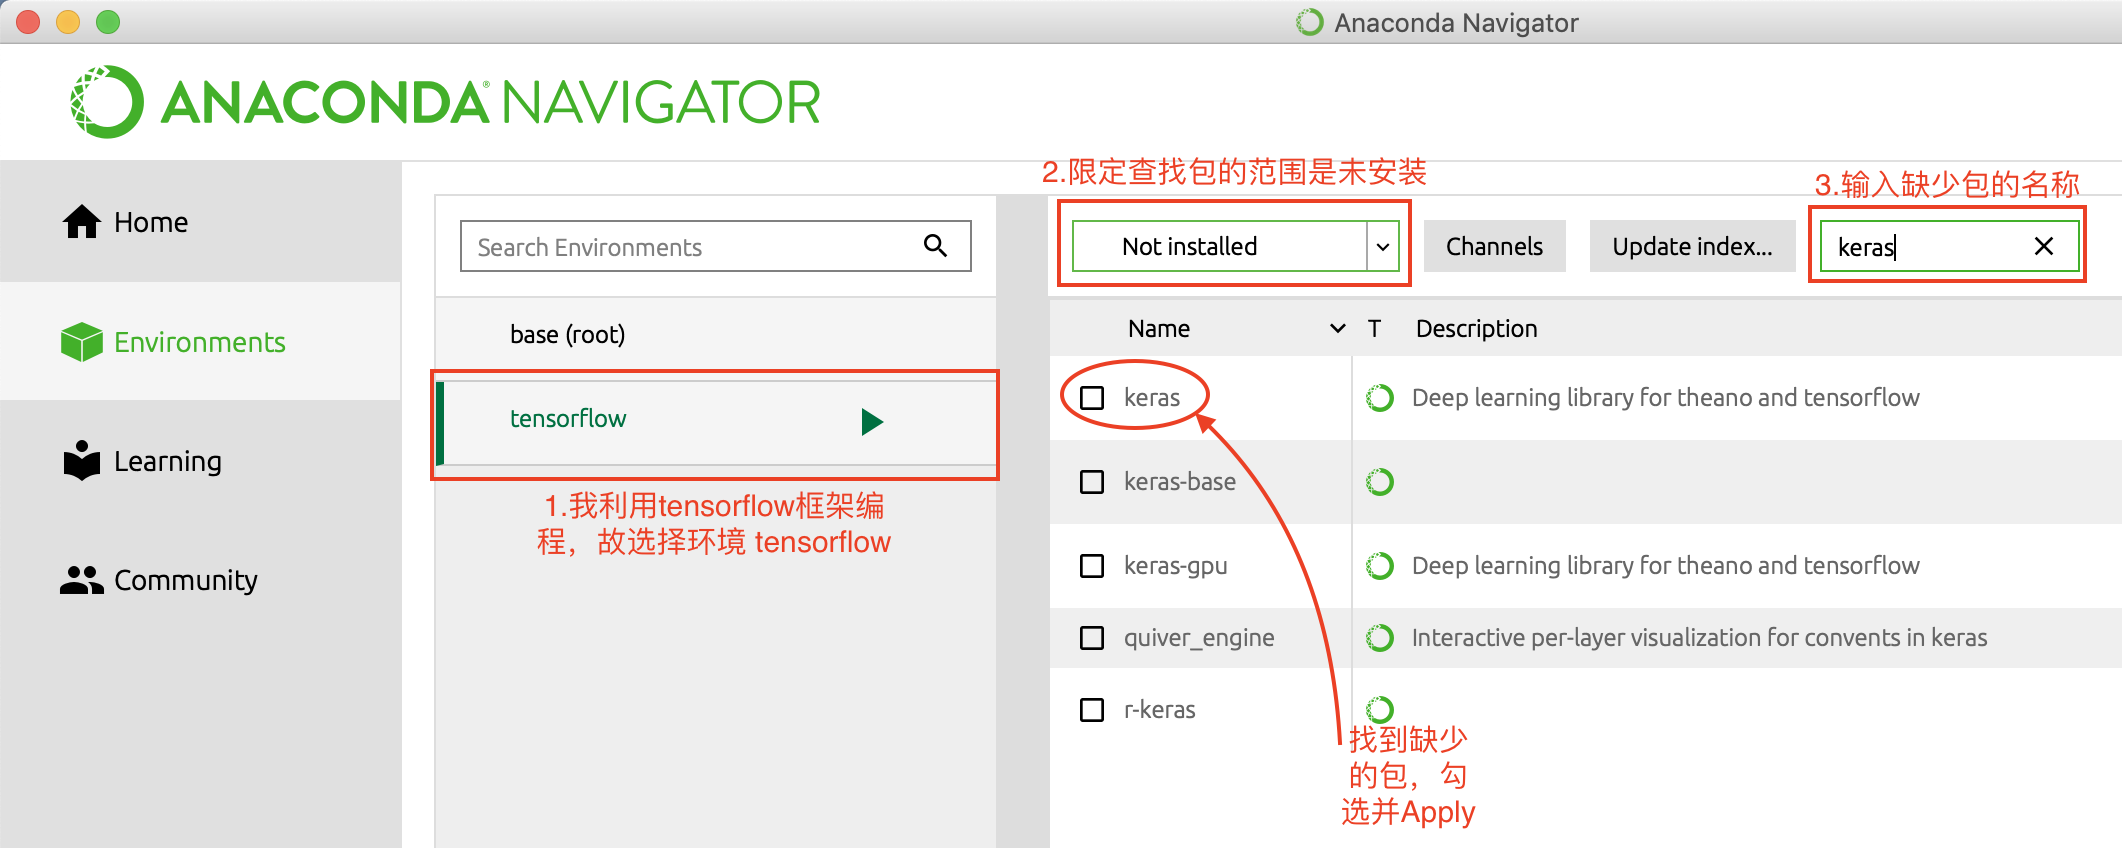 Anaconda Navigator
ANACONDA® NAVIGATOR
Home
Environments
Learning
Community
Search Environments
base (root)
tensorflow
1.我利用tensorflow框架编
程，故选择环境 tensorflow
2.限定查找包的范围是未安装
3.输入缺少包的名称
Not installed
Channels
Update index...
keras
Name T Description
keras Deep learning library for theano and tensorflow
keras-base
keras-gpu Deep learning library for theano and tensorflow
quiver_engine Interactive per-layer visualization for convents in keras
r-keras
找到缺少
的包，勾
选并Apply